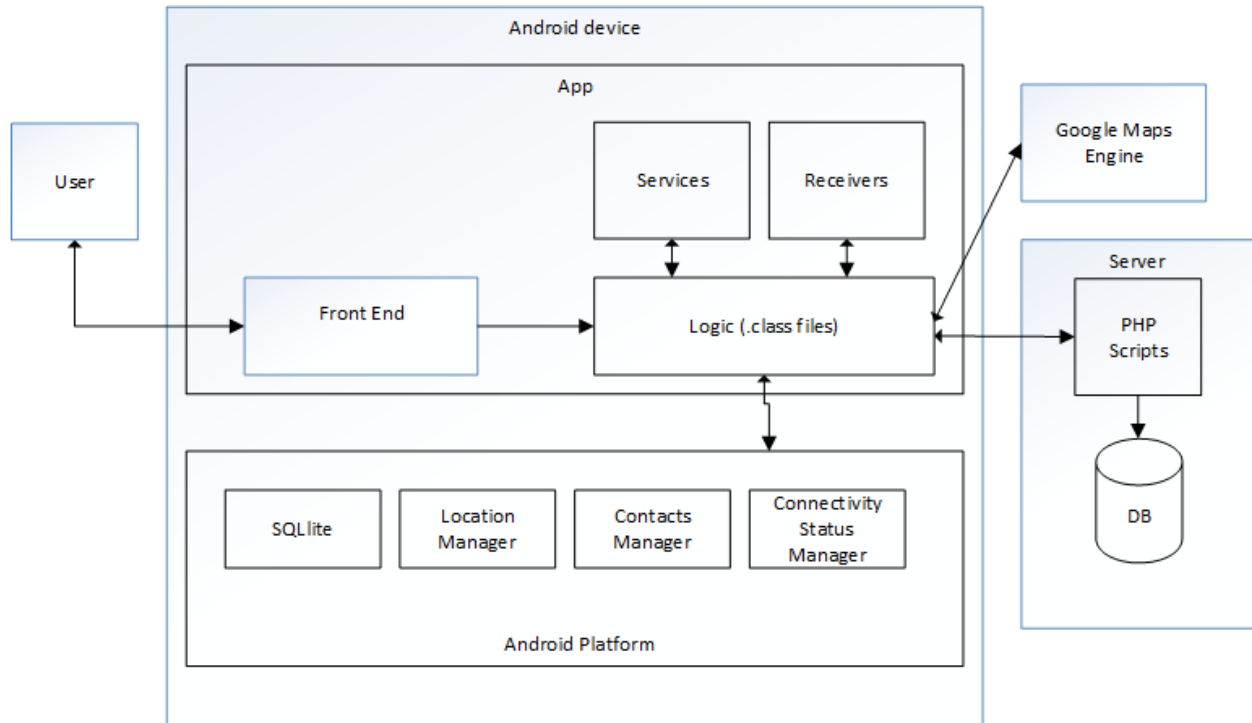 Android device
App
User
Services
Receivers
Google Maps
Engine
Front End
Logic (.class files)
Server
PHP
Scripts
DB
SQLlite
Location
Manager
Contacts
Manager
Connectivity
Status
Manager
Android Platform